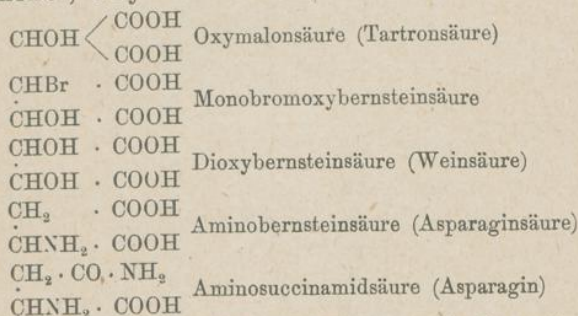 COOH
CHOH Oxymalonsäure (Tartronsäure)
COOH
CHBr · COOH
Monobromoxybernsteinsäure
CHOH · COOH
CHOH · COOH
Dioxybernsteinsäure (Weinsäure)
CHOH · COOH
CH₂ · COOH
Aminobernsteinsäure (Asparaginsäure)
CHNH₂ · COOH
CH₂ · CO · NH₂
Aminosuccinamidsäure (Asparagin)
CHNH₂ · COOH